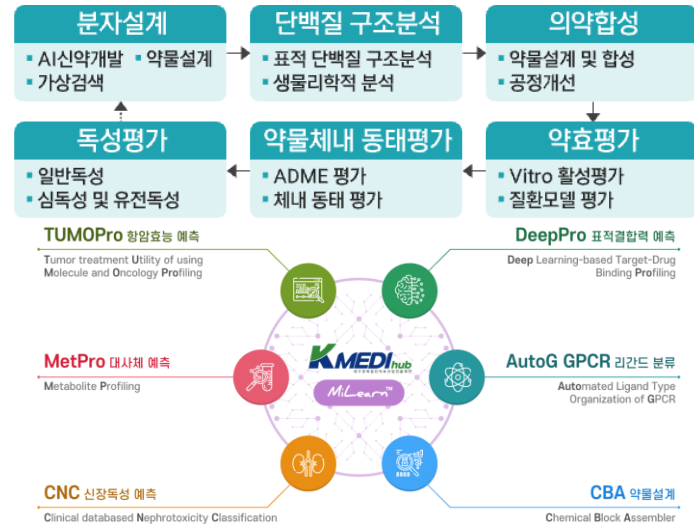 분자설계
▪ AI신약개발 ▪ 약물설계
▪ 가상검색
단백질 구조분석
▪ 표적 단백질 구조분석
▪ 생물리학적 분석
의약합성
▪ 약물설계 및 합성
▪ 공정개선
독성평가
▪ 일반독성
▪ 심독성 및 유전독성
약물체내 동태평가
▪ ADME 평가
▪ 체내 동태 평가
약효평가
▪ Vitro 활성평가
▪ 질환모델 평가
TUMOPro 항암효능 예측
Tumor treatment Utility of using
Molecule and Oncology Profiling
DeepPro 표적결합력 예측
Deep Learning-based Target-Drug
Binding Profiling
MetPro 대사체 예측
Metabolite Profiling
KMEDIhub
MiLearn™
AutoG GPCR 리간드 분류
Automated Ligand Type
Organization of GPCR
CNC 신장독성 예측
Clinical databased Nephrotoxicity Classification
CBA 약물설계
Chemical Block Assembler